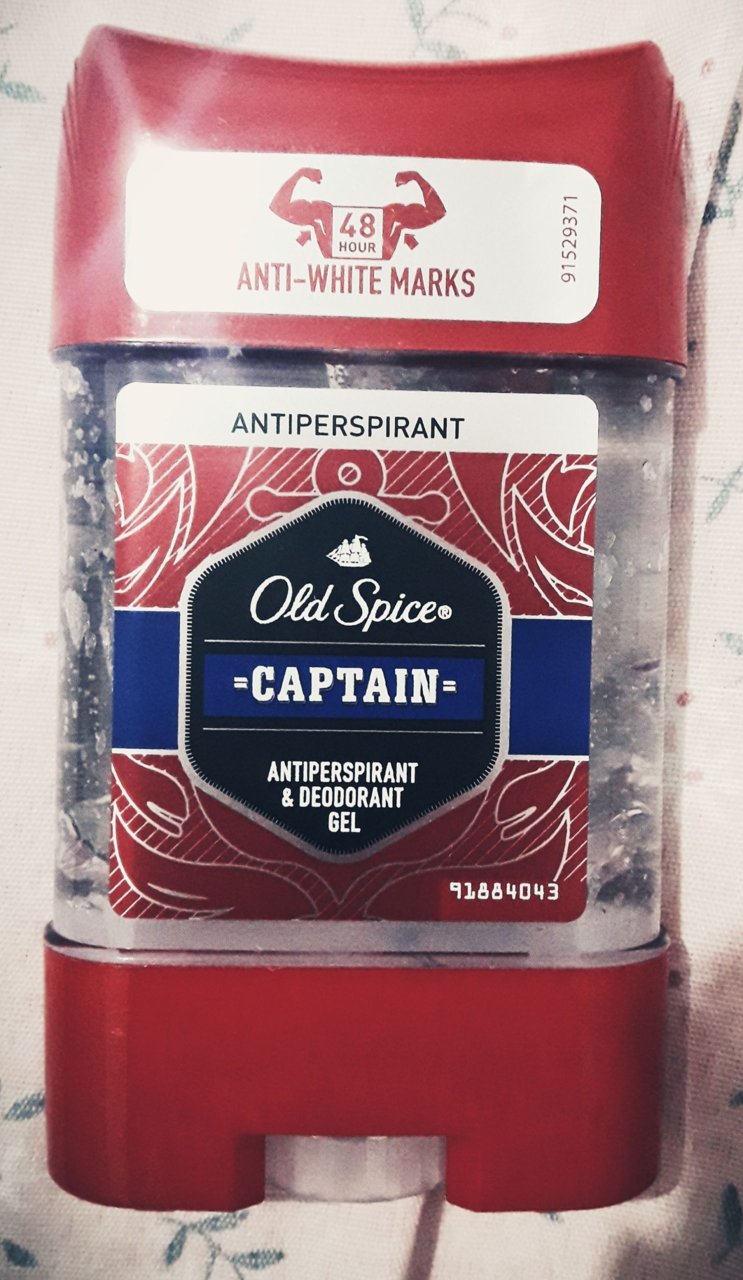 48
HOUR
ANTI-WHITE MARKS
91529371
ANTIPERSPIRANT
Old Spice®
=CAPTAIN=
ANTIPERSPIRANT
& DEODORANT
GEL
91884043